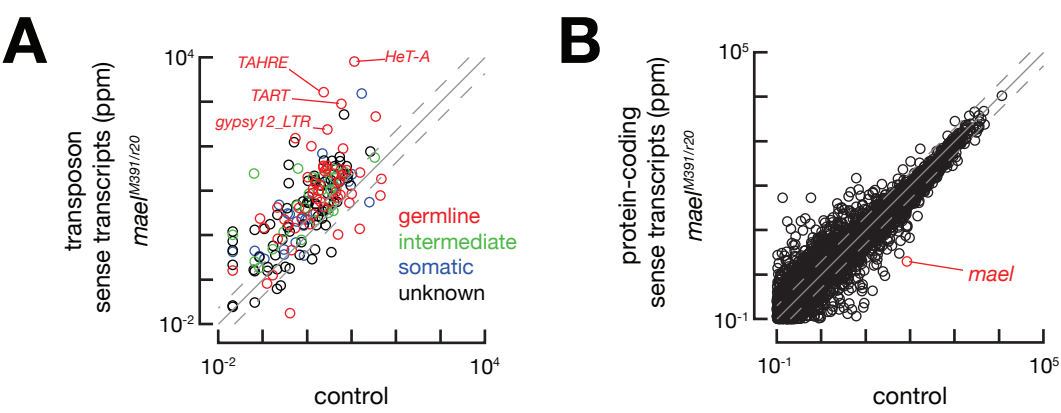 A
transposon
sense transcripts (ppm)
mael^M391/r20
10^4
10^-2
TAHRE
HeT-A
TART
gypsy12_LTR
germline
intermediate
somatic
unknown
10^-2
10^4
control
B
protein-coding
sense transcripts (ppm)
mael^M391/r20
10^5
10^-1
mael
10^-1
10^5
control